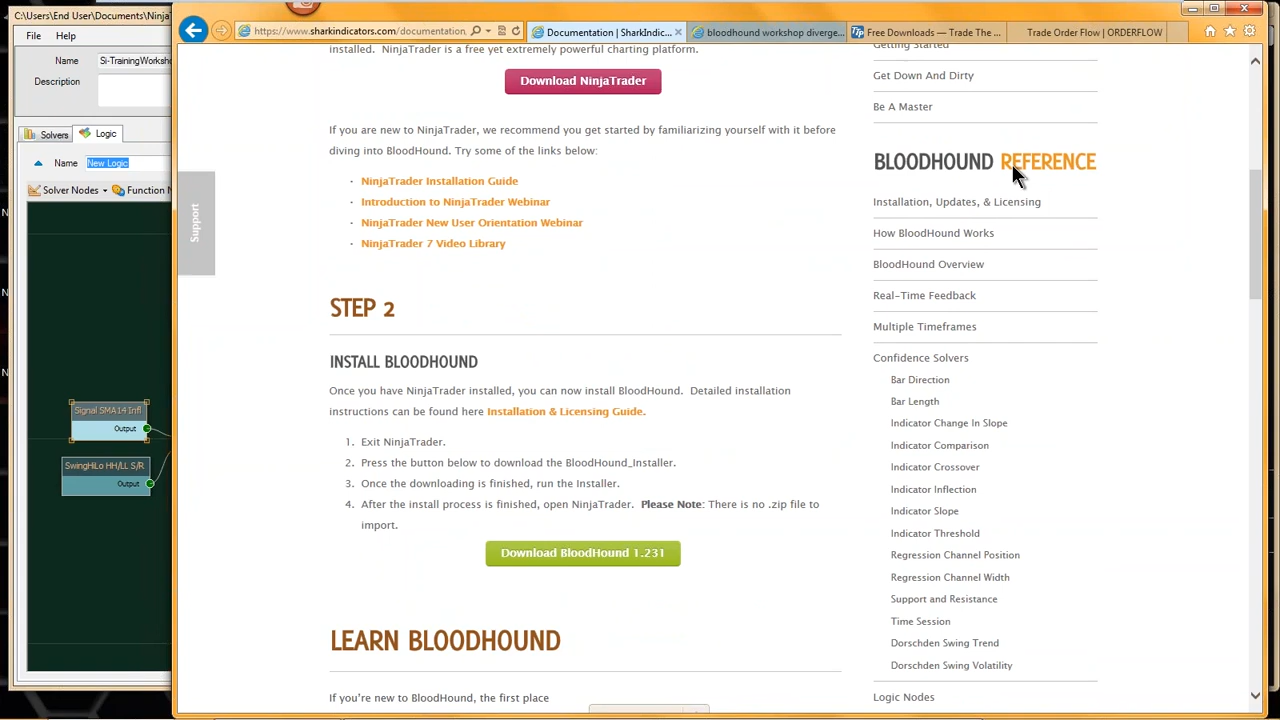 C:\Users\End User\Documents\Ninja
File Help
Name Si-TrainingWorksh
Description
Solvers Logic
Name New Logic
Solver Nodes Function N
Signal SMA14 Infl
Output
SwingHiLo HH/LL S/R
Output
https://www.sharkindicators.com/documentation,
Documentation | SharkIndic...
bloodhound workshop diverge...
Free Downloads — Trade The ...
Trade Order Flow | ORDERFLOW
Support
installed. NinjaTrader is a free yet extremely powerful charting platform.
Download NinjaTrader
If you are new to NinjaTrader, we recommend you get started by familiarizing yourself with it before
diving into BloodHound. Try some of the links below:
· NinjaTrader Installation Guide
· Introduction to NinjaTrader Webinar
· NinjaTrader New User Orientation Webinar
· NinjaTrader 7 Video Library
STEP 2
INSTALL BLOODHOUND
Once you have NinjaTrader installed, you can now install BloodHound. Detailed installation
instructions can be found here Installation & Licensing Guide.
1. Exit NinjaTrader.
2. Press the button below to download the BloodHound_Installer.
3. Once the downloading is finished, run the Installer.
4. After the install process is finished, open NinjaTrader. Please Note: There is no .zip file to
import.
Download BloodHound 1.231
LEARN BLOODHOUND
If you're new to BloodHound, the first place
Getting Started
Get Down And Dirty
Be A Master
BLOODHOUND REFERENCE
Installation, Updates, & Licensing
How BloodHound Works
BloodHound Overview
Real-Time Feedback
Multiple Timeframes
Confidence Solvers
Bar Direction
Bar Length
Indicator Change In Slope
Indicator Comparison
Indicator Crossover
Indicator Inflection
Indicator Slope
Indicator Threshold
Regression Channel Position
Regression Channel Width
Support and Resistance
Time Session
Dorschden Swing Trend
Dorschden Swing Volatility
Logic Nodes